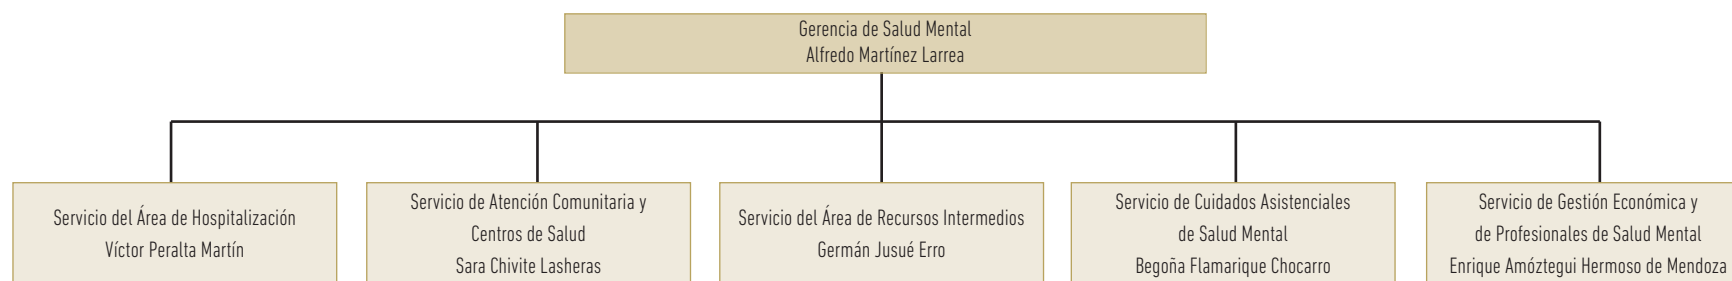 Gerencia de Salud Mental
Alfredo Martínez Larrea
Servicio del Área de Hospitalización
Víctor Peralta Martín
Servicio de Atención Comunitaria y
Centros de Salud
Sara Chivite Lasheras
Servicio del Área de Recursos Intermedios
Germán Jusué Erro
Servicio de Cuidados Asistenciales
de Salud Mental
Begoña Flamarique Chocarro
Servicio de Gestión Económica y
de Profesionales de Salud Mental
Enrique Amóztegui Hermoso de Mendoza